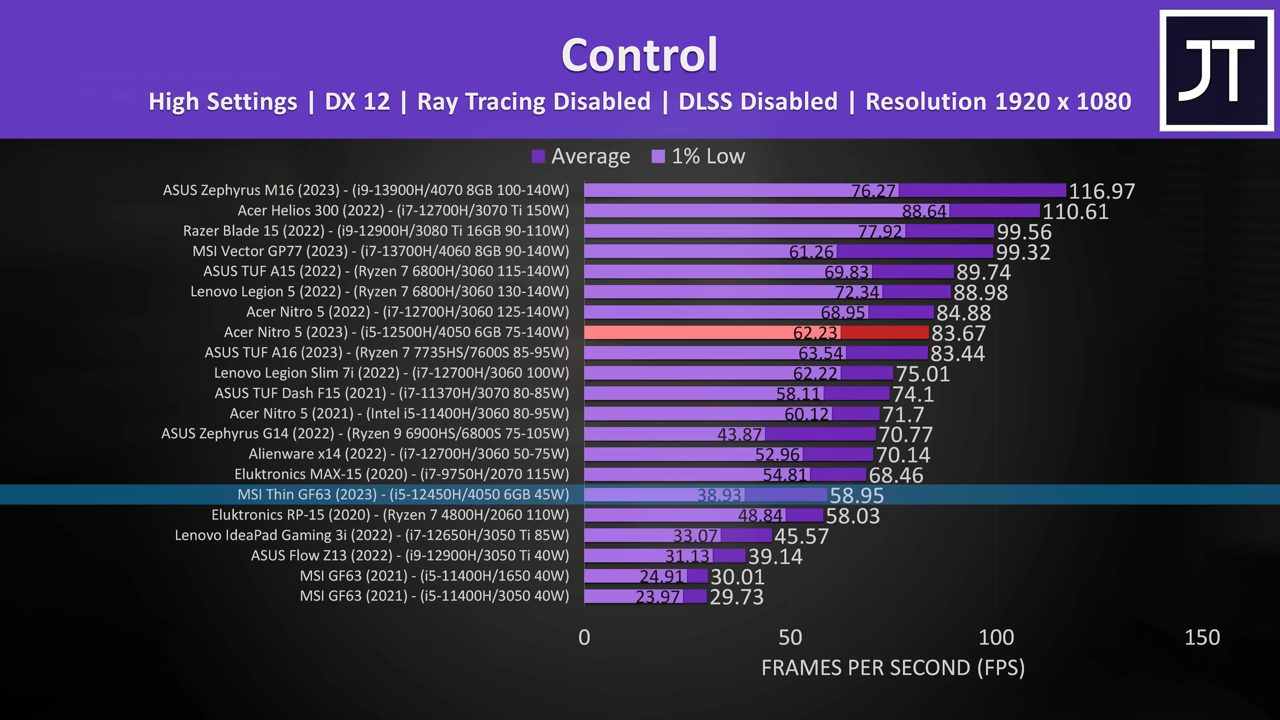 Control
JT
High Settings | DX 12 | Ray Tracing Disabled | DLSS Disabled | Resolution 1920 x 1080
Average 1% Low
ASUS Zephyrus M16 (2023) - (i9-13900H/4070 8GB 100-140W) 76.27 116.97
Acer Helios 300 (2022) - (i7-12700H/3070 Ti 150W) 88.64 110.61
Razer Blade 15 (2022) - (i9-12900H/3080 Ti 16GB 90-110W) 77.92 99.56
MSI Vector GP77 (2023) - (i7-13700H/4060 8GB 90-140W) 61.26 99.32
ASUS TUF A15 (2022) - (Ryzen 7 6800H/3060 115-140W) 69.83 89.74
Lenovo Legion 5 (2022) - (Ryzen 7 6800H/3060 130-140W) 72.34 88.98
Acer Nitro 5 (2022) - (i7-12700H/3060 125-140W) 68.95 84.88
Acer Nitro 5 (2023) - (i5-12500H/4050 6GB 75-140W) 62.23 83.67
ASUS TUF A16 (2023) - (Ryzen 7 7735HS/7600S 85-95W) 63.54 83.44
Lenovo Legion Slim 7i (2022) - (i7-12700H/3060 100W) 62.22 75.01
ASUS TUF Dash F15 (2021) - (i7-11370H/3070 80-85W) 58.11 74.1
Acer Nitro 5 (2021) - (Intel i5-11400H/3060 80-95W) 60.12 71.7
ASUS Zephyrus G14 (2022) - (Ryzen 9 6900HS/6800S 75-105W) 43.87 70.77
Alienware x14 (2022) - (i7-12700H/3060 50-75W) 52.96 70.14
Eluktronics MAX-15 (2020) - (i7-9750H/2070 115W) 54.81 68.46
MSI Thin GF63 (2023) - (i5-12450H/4050 6GB 45W) 38.93 58.95
Eluktronics RP-15 (2020) - (Ryzen 7 4800H/2060 110W) 48.84 58.03
Lenovo IdeaPad Gaming 3i (2022) - (i7-12650H/3050 Ti 85W) 33.07 45.57
ASUS Flow Z13 (2022) - (i9-12900H/3050 Ti 40W) 31.13 39.14
MSI GF63 (2021) - (i5-11400H/1650 40W) 24.91 30.01
MSI GF63 (2021) - (i5-11400H/3050 40W) 23.97 29.73
0 50 100 150
FRAMES PER SECOND (FPS)